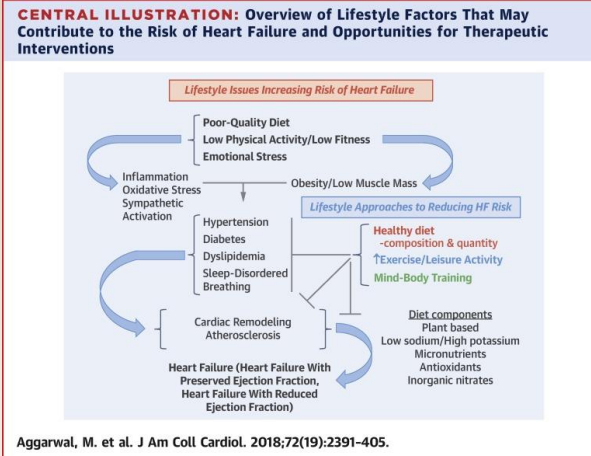 CENTRAL ILLUSTRATION: Overview of Lifestyle Factors That May
Contribute to the Risk of Heart Failure and Opportunities for Therapeutic
Interventions
Lifestyle Issues Increasing Risk of Heart Failure
Poor-Quality Diet
Low Physical Activity/Low Fitness
Emotional Stress
Inflammation
Oxidative Stress
Sympathetic
Activation
Obesity/Low Muscle Mass
Lifestyle Approaches to Reducing HF Risk
Hypertension
Diabetes
Dyslipidemia
Sleep-Disordered
Breathing
Healthy diet
-composition & quantity
↑Exercise/Leisure Activity
Mind-Body Training
Cardiac Remodeling
Atherosclerosis
Diet components
Plant based
Low sodium/High potassium
Micronutrients
Antioxidants
Inorganic nitrates
Heart Failure (Heart Failure With
Preserved Ejection Fraction,
Heart Failure With Reduced
Ejection Fraction)
Aggarwal, M. et al. J Am Coll Cardiol. 2018;72(19):2391-405.